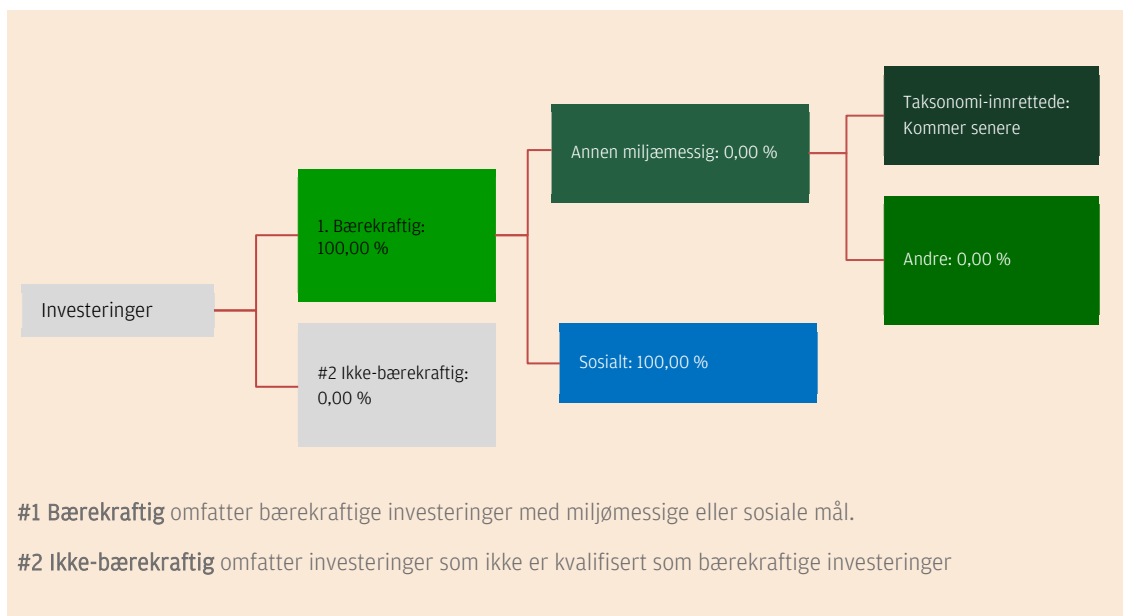 Investeringer
1. Bærekraftig:
100,00 %
#2 Ikke-bærekraftig:
0,00 %
Annen miljæmessig: 0,00 %
Sosialt: 100,00 %
Taksonomi-innrettede:
Kommer senere
Andre: 0,00 %
#1 Bærekraftig omfatter bærekraftige investeringer med miljømessige eller sosiale mål.
#2 Ikke-bærekraftig omfatter investeringer som ikke er kvalifisert som bærekraftige investeringer